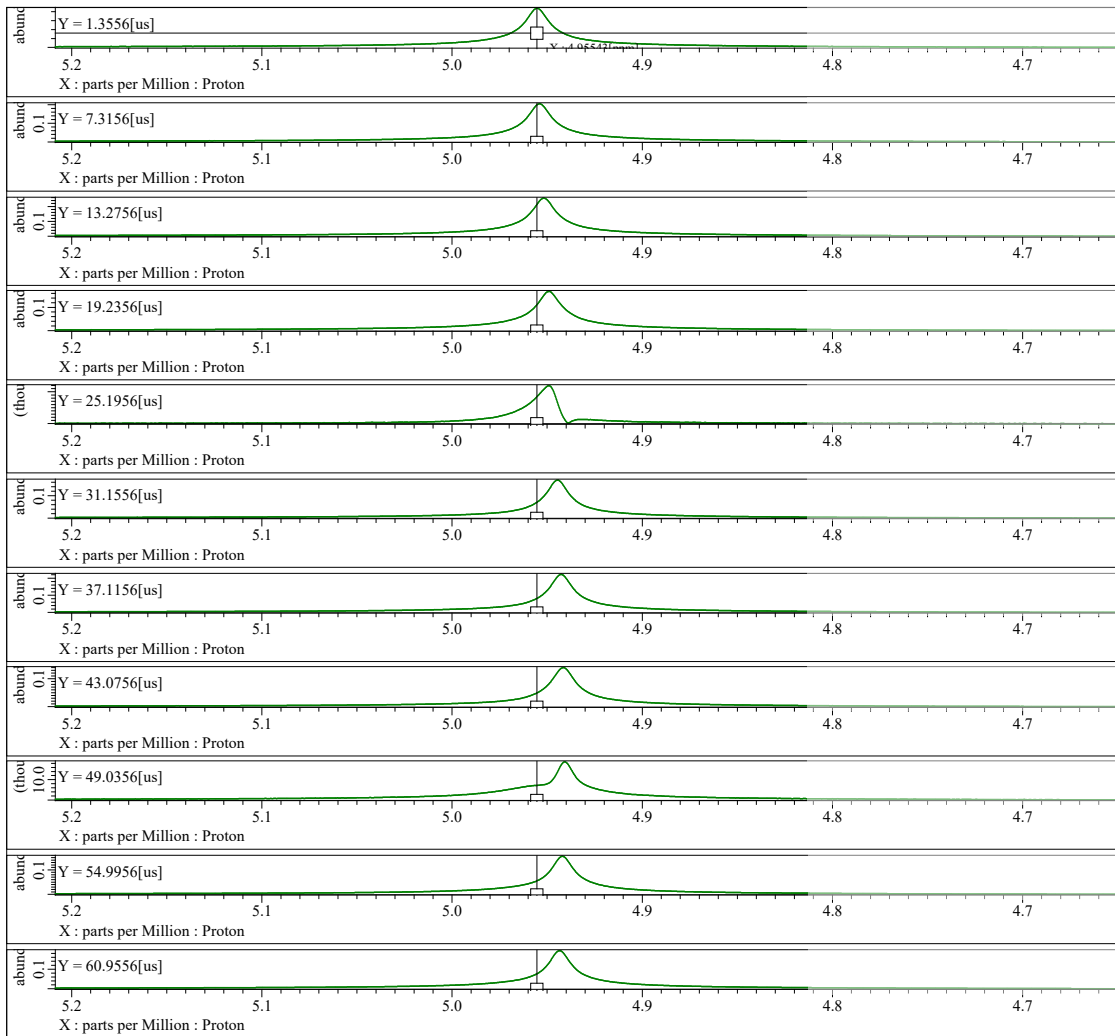 abund
Y = 1.3556[us]
5.2 5.1 5.0 4.9 4.8 4.7
X : parts per Million : Proton
abund
0.1
Y = 7.3156[us]
5.2 5.1 5.0 4.9 4.8 4.7
X : parts per Million : Proton
abund
0.1
Y = 13.2756[us]
5.2 5.1 5.0 4.9 4.8 4.7
X : parts per Million : Proton
abund
0.1
Y = 19.2356[us]
5.2 5.1 5.0 4.9 4.8 4.7
X : parts per Million : Proton
(thou
Y = 25.1956[us]
5.2 5.1 5.0 4.9 4.8 4.7
X : parts per Million : Proton
abund
0.1
Y = 31.1556[us]
5.2 5.1 5.0 4.9 4.8 4.7
X : parts per Million : Proton
abund
0.1
Y = 37.1156[us]
5.2 5.1 5.0 4.9 4.8 4.7
X : parts per Million : Proton
abund
0.1
Y = 43.0756[us]
5.2 5.1 5.0 4.9 4.8 4.7
X : parts per Million : Proton
(thou
10.0
Y = 49.0356[us]
5.2 5.1 5.0 4.9 4.8 4.7
X : parts per Million : Proton
abund
0.1
Y = 54.9956[us]
5.2 5.1 5.0 4.9 4.8 4.7
X : parts per Million : Proton
abund
0.1
Y = 60.9556[us]
5.2 5.1 5.0 4.9 4.8 4.7
X : parts per Million : Proton